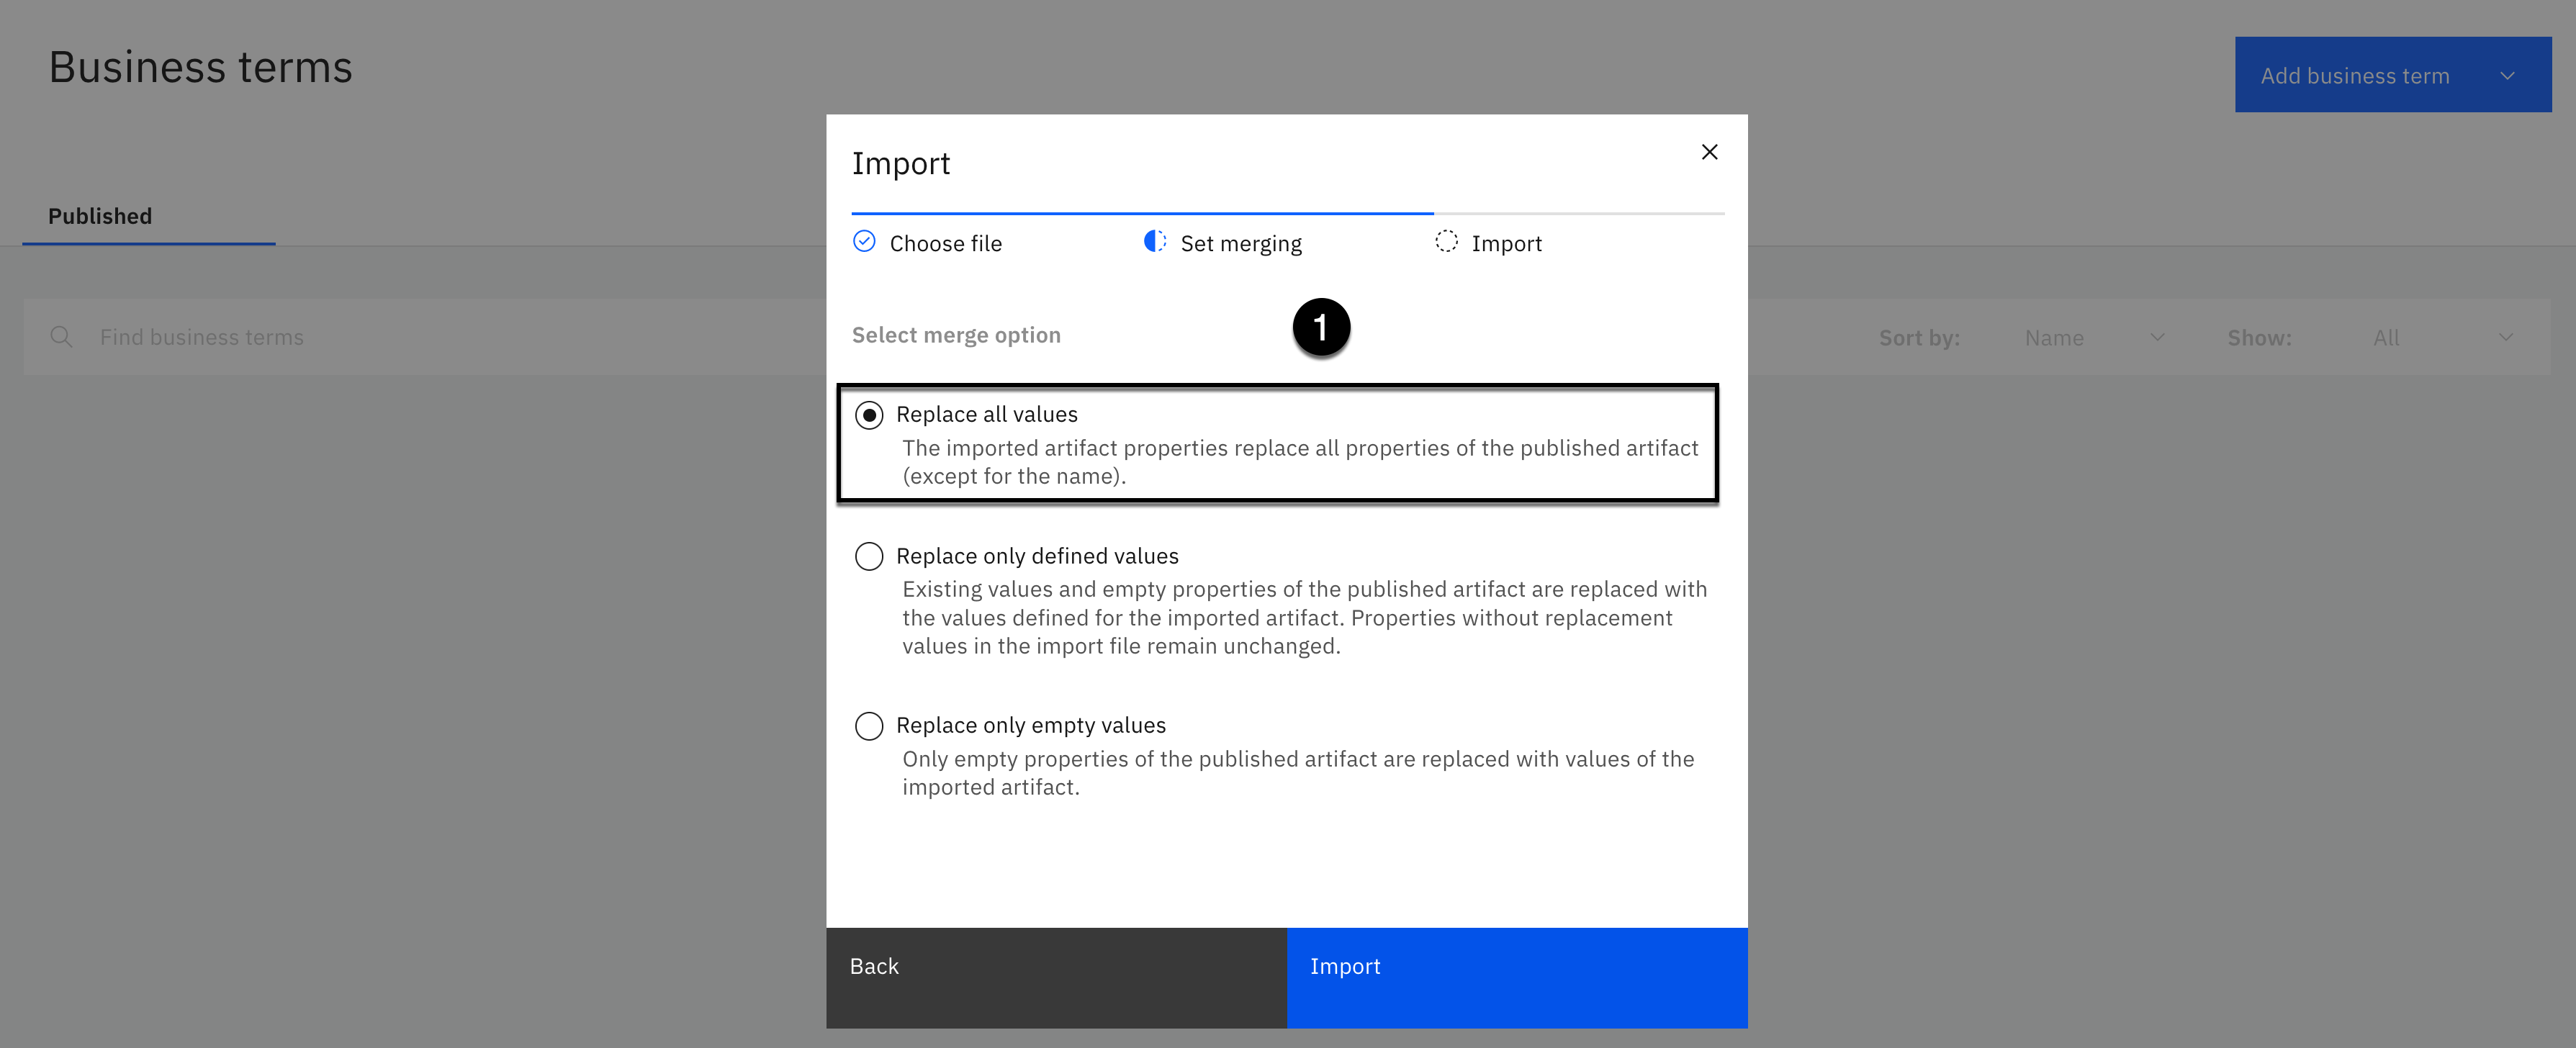 Business terms
Add business term
Import
Published
Choose file
Set merging
Import
1
Select merge option
Find business terms
Sort by:
Name
Show:
All
Replace all values
The imported artifact properties replace all properties of the published artifact
(except for the name).
Replace only defined values
Existing values and empty properties of the published artifact are replaced with
the values defined for the imported artifact. Properties without replacement
values in the import file remain unchanged.
Replace only empty values
Only empty properties of the published artifact are replaced with values of the
imported artifact.
Back
Import